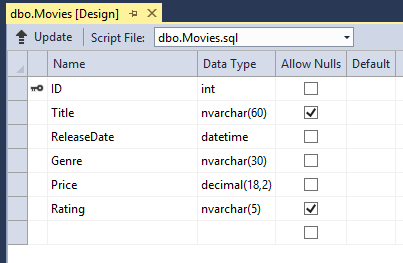 dbo.Movies [Design]
Update Script File: dbo.Movies.sql
Name Data Type Allow Nulls Default
ID int
Title nvarchar(60)
ReleaseDate datetime
Genre nvarchar(30)
Price decimal(18,2)
Rating nvarchar(5)